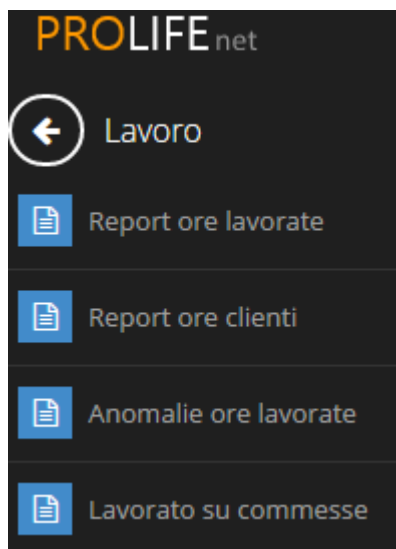 PROLIFE net
Lavoro
Report ore lavorate
Report ore clienti
Anomalie ore lavorate
Lavorato su commesse